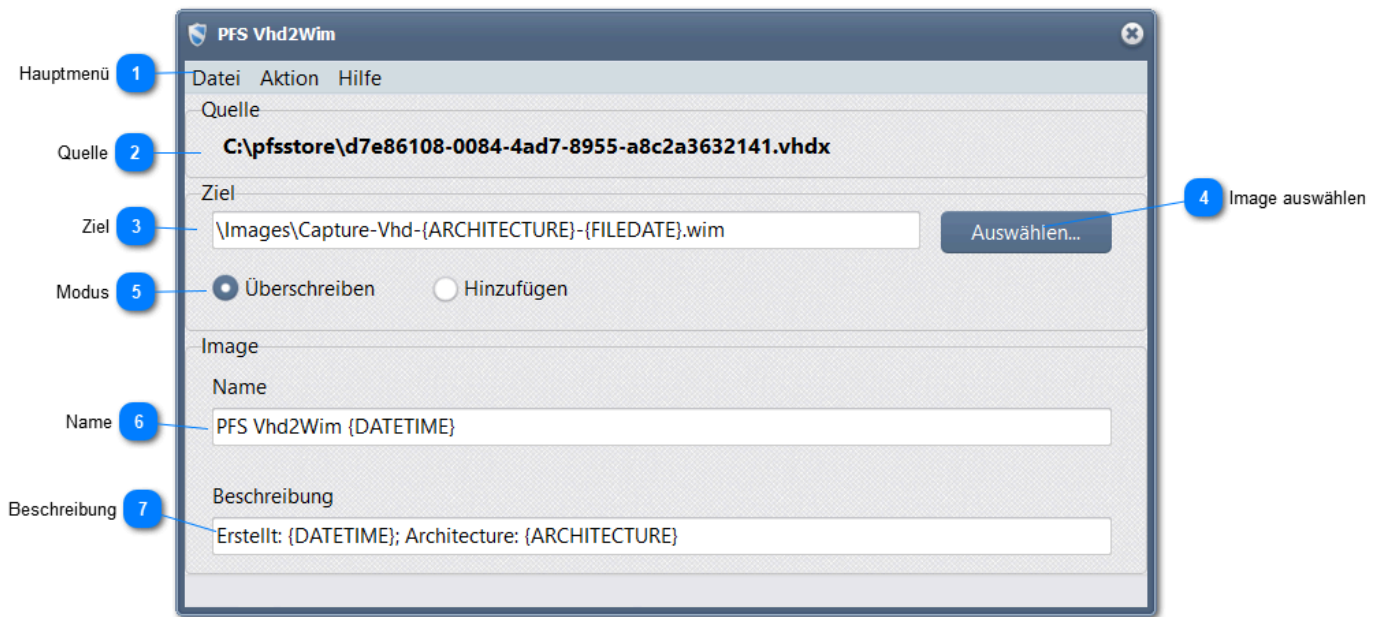 PFS Vhd2Wim
Hauptmenü 1
Datei Aktion Hilfe
Quelle
Quelle 2
C:\pfsstore\d7e86108-0084-4ad7-8955-a8c2a3632141.vhdx
Ziel
4 Image auswählen
Ziel 3
\Images\Capture-Vhd-{ARCHITECTURE}-{FILEDATE}.wim
Auswählen...
Modus 5
Überschreiben Hinzufügen
Image
Name
Name 6
PFS Vhd2Wim {DATETIME}
Beschreibung
Beschreibung 7
Erstellt: {DATETIME}; Architecture: {ARCHITECTURE}